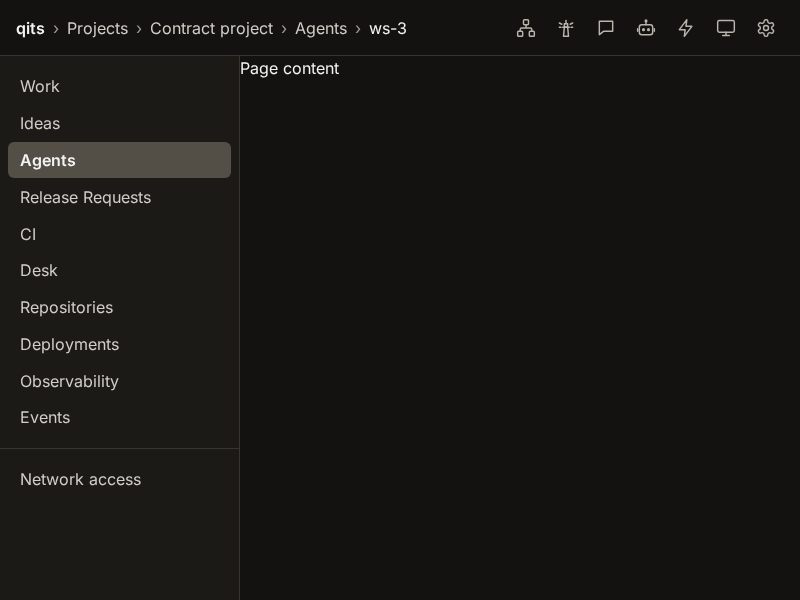 qits › Projects › Contract project › Agents › ws-3
Work
Ideas
Agents
Release Requests
CI
Desk
Repositories
Deployments
Observability
Events
Network access
Page content